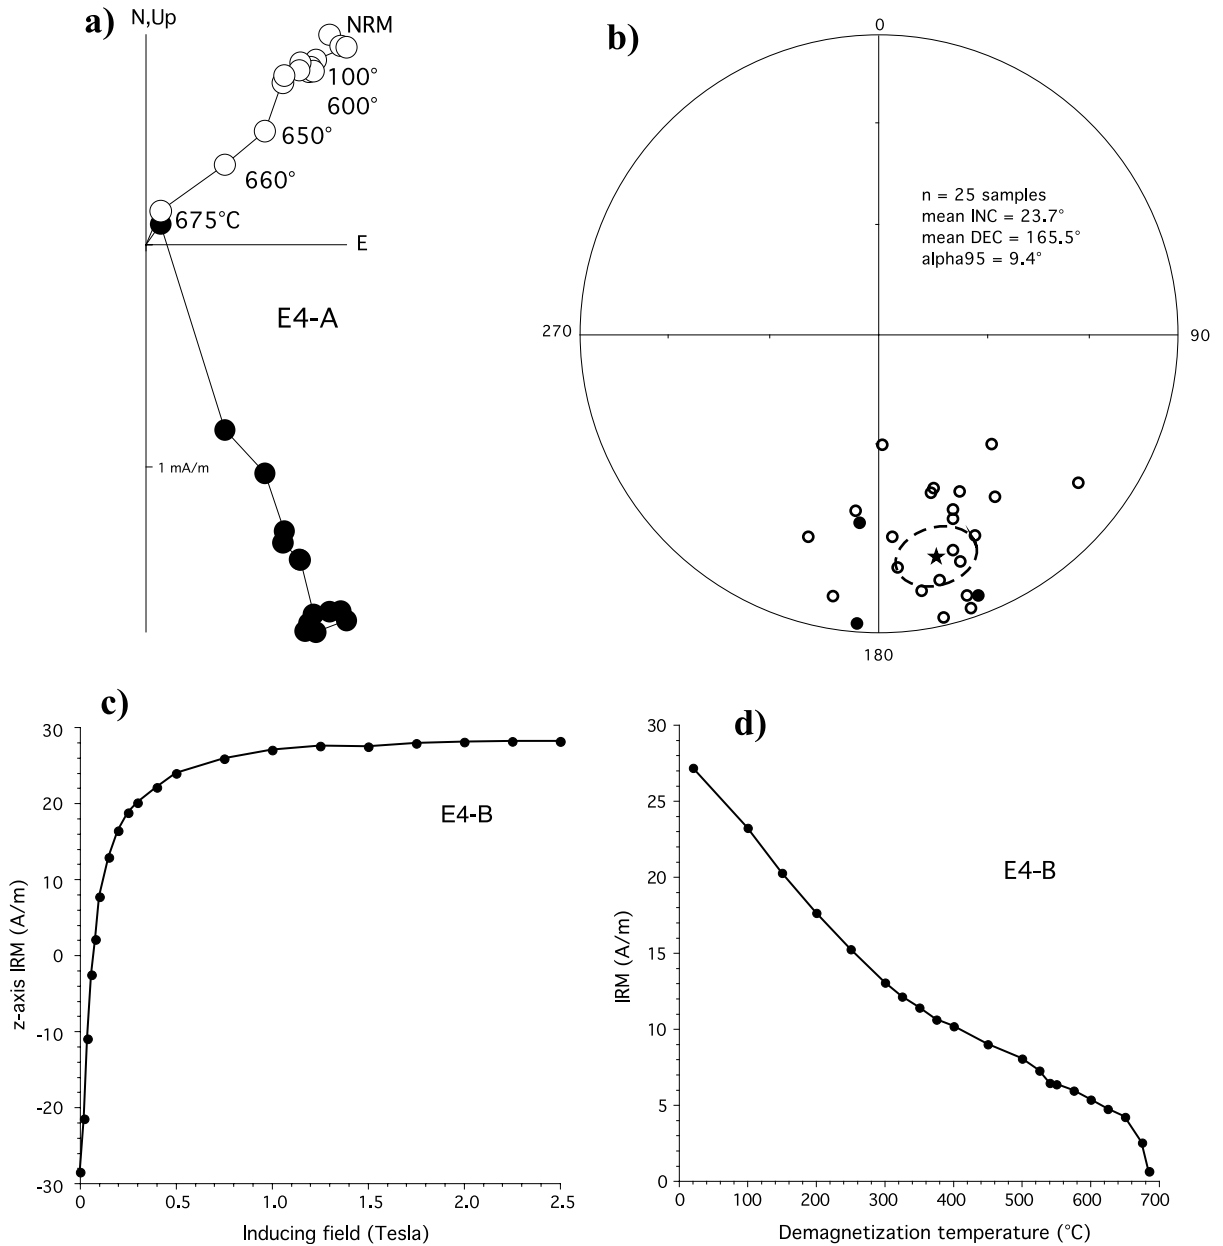 a)
N,Up
NRM
100°
600°
650°
660°
675°C
E
E4-A
1 mA/m
b)
0
n = 25 samples
mean INC = 23.7°
mean DEC = 165.5°
alpha95 = 9.4°
270
90
180
c)
30
20
10
0
-10
-20
-30
z-axis IRM (A/m)
E4-B
0
0.5
1.0
1.5
2.0
2.5
Inducing field (Tesla)
d)
30
25
20
15
10
5
0
IRM (A/m)
E4-B
0
100
200
300
400
500
600
700
Demagnetization temperature (°C)